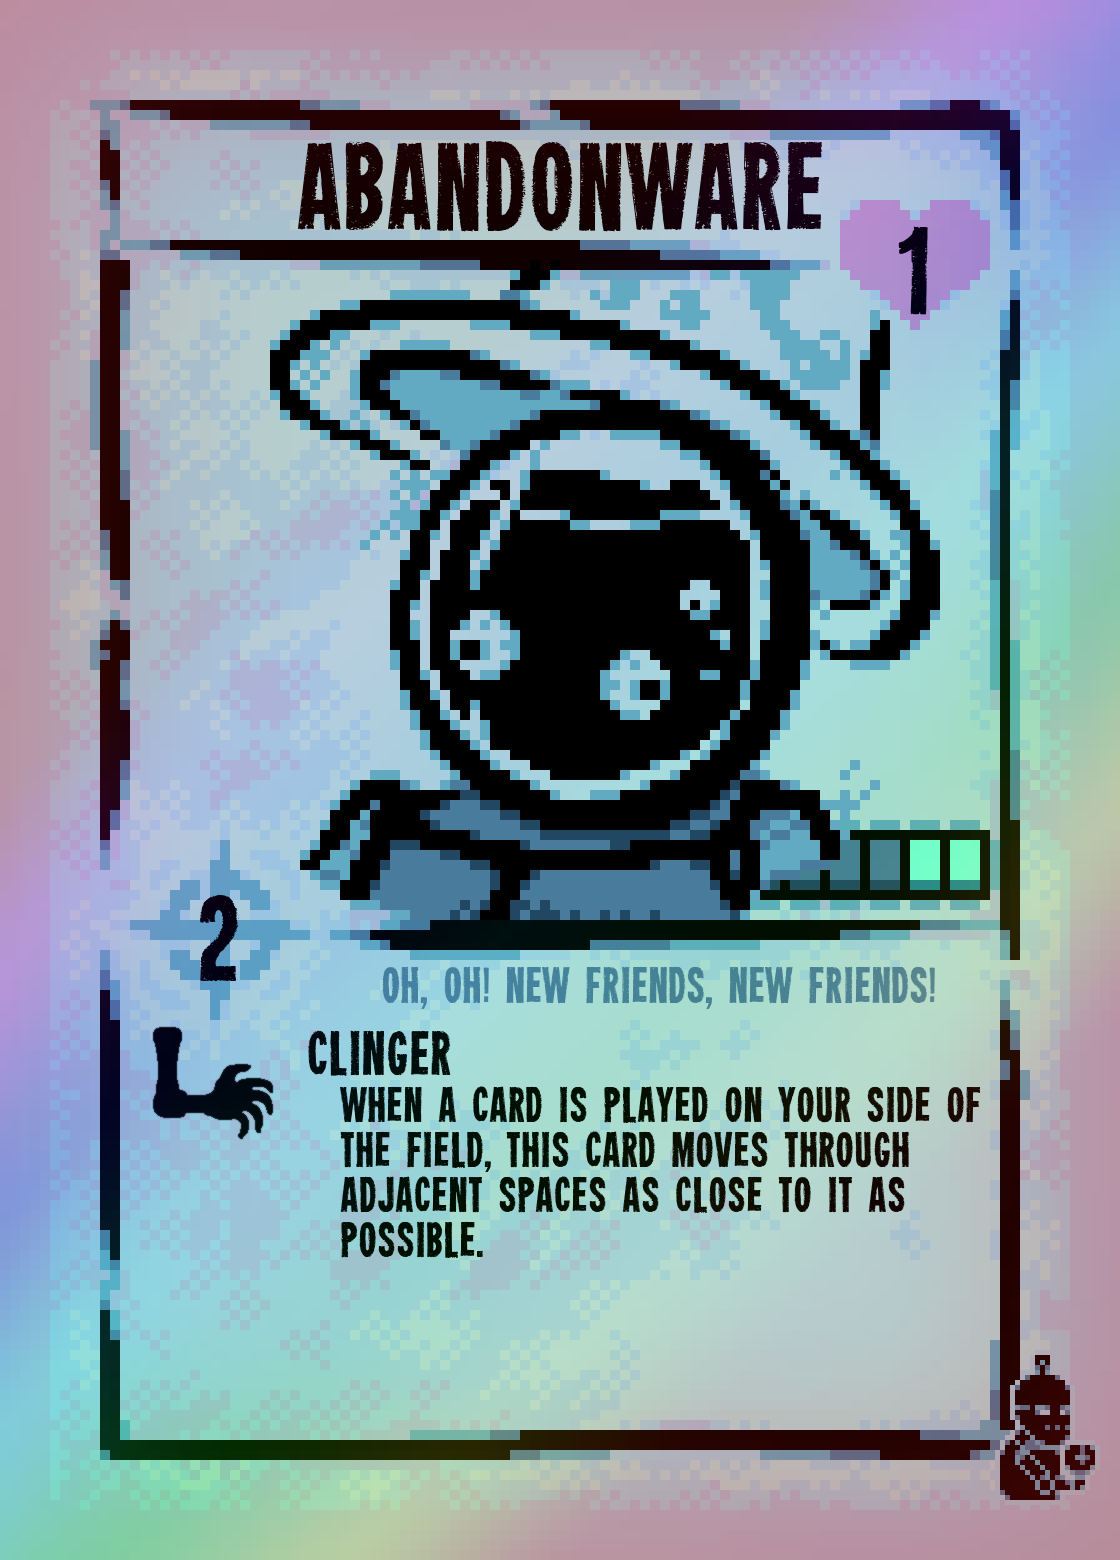 ABANDONWARE
1
2
OH, OH! NEW FRIENDS, NEW FRIENDS!
CLINGER
WHEN A CARD IS PLAYED ON YOUR SIDE OF
THE FIELD, THIS CARD MOVES THROUGH
ADJACENT SPACES AS CLOSE TO IT AS
POSSIBLE.